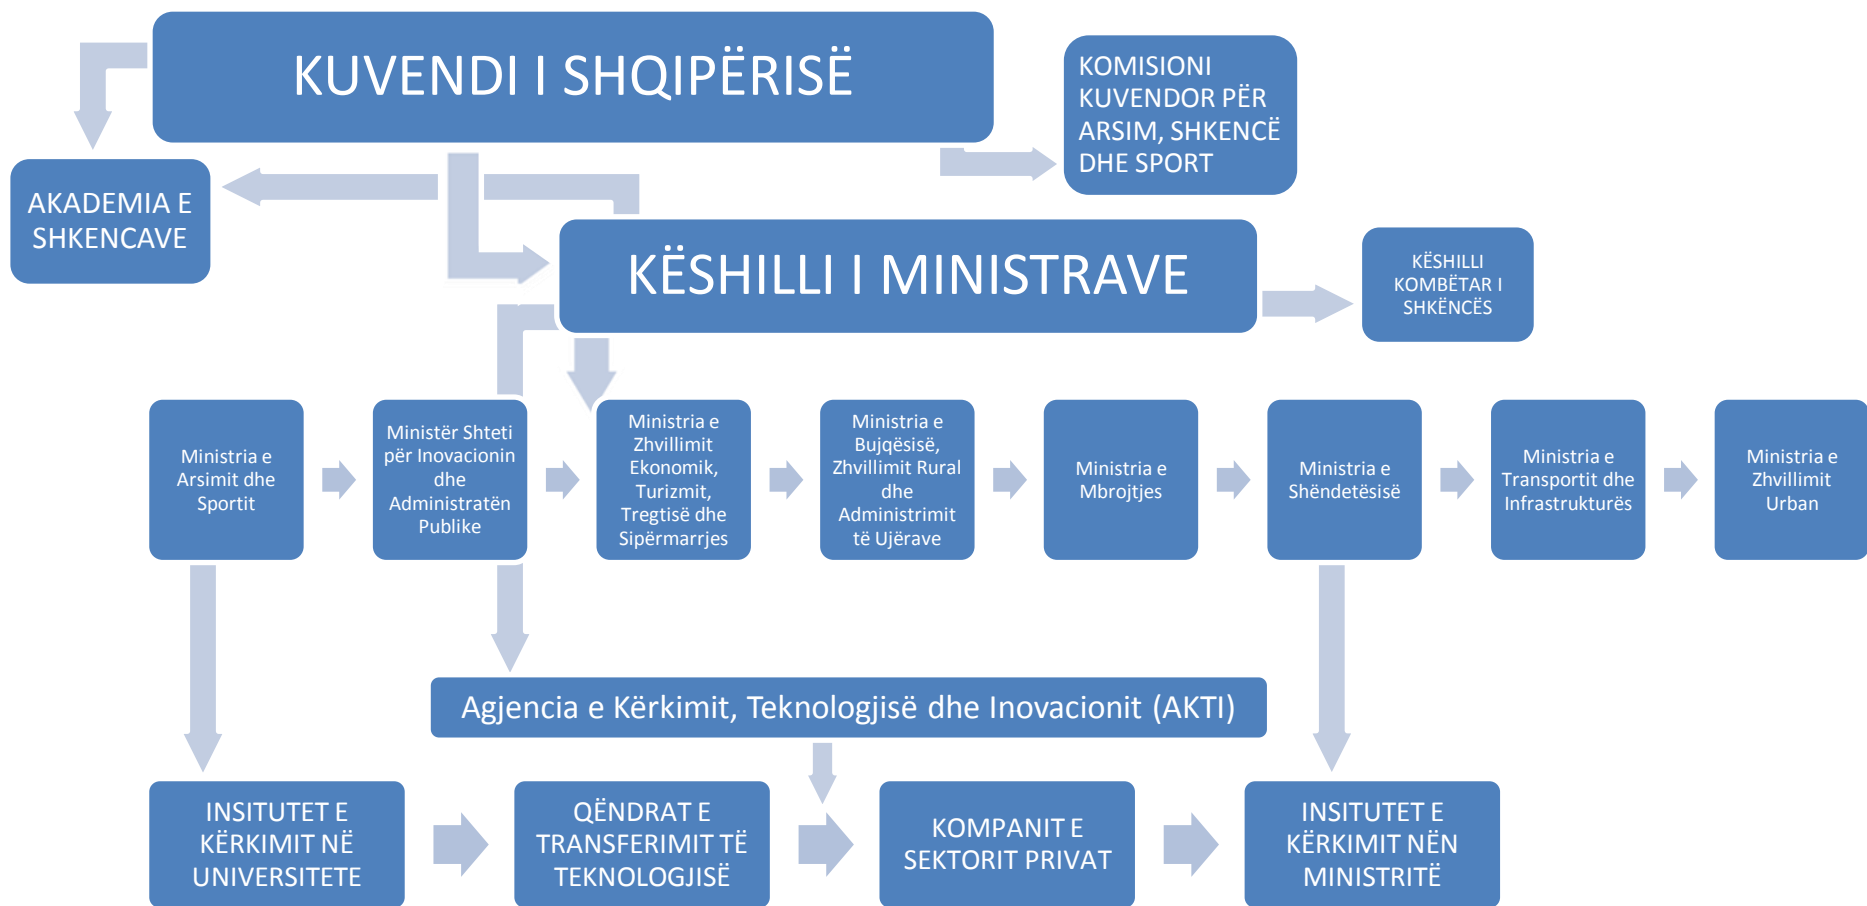 KUVENDI I SHQIPËRISË
KOMISIONI
KUVENDOR PËR
ARSIM, SHKENCË
DHE SPORT
AKADEMIA E
SHKENCAVE
KËSHILLI I MINISTRAVE
KËSHILLI
KOMBËTAR I
SHKËNCËS
Ministria e
Arsimit dhe
Sportit
Ministër Shteti
për Inovacionin
dhe
Administratën
Publike
Ministria e
Zhvillimit
Ekonomik,
Turizmit,
Tregtisë dhe
Sipërmarrjes
Ministria e
Bujqësisë,
Zhvillimit Rural
dhe
Administrimit
të Ujërave
Ministria e
Mbrojtjes
Ministria e
Shëndetësisë
Ministria e
Transportit dhe
Infrastrukturës
Ministria e
Zhvillimit
Urban
Agjencia e Kërkimit, Teknologjisë dhe Inovacionit (AKTI)
INSITUTET E
KËRKIMIT NË
UNIVERSITETE
QËNDRAT E
TRANSFERIMIT TË
TEKNOLOGJISË
KOMPANIT E
SEKTORIT PRIVAT
INSITUTET E
KËRKIMIT NËN
MINISTRITË